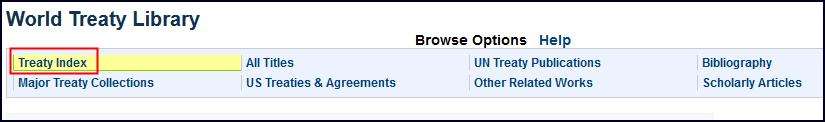 World Treaty Library
Browse Options Help
Treaty Index All Titles UN Treaty Publications Bibliography
Major Treaty Collections US Treaties & Agreements Other Related Works Scholarly Articles